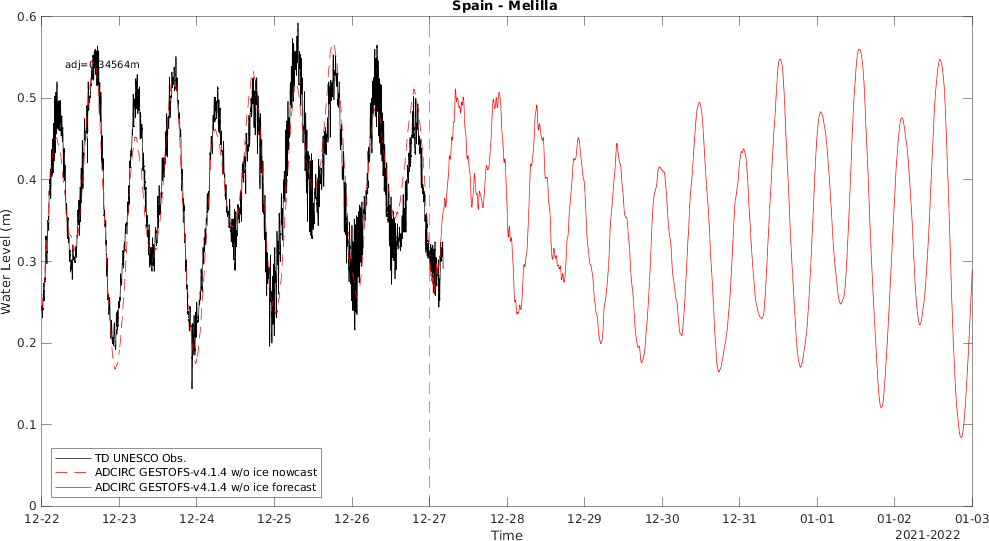 Spain - Melilla
0.6
adj=0.34564m
0.5
0.4
0.3
0.2
0.1
0
Water Level (m)
TD UNESCO Obs.
ADCIRC GESTOFS-v4.1.4 w/o ice nowcast
ADCIRC GESTOFS-v4.1.4 w/o ice forecast
12-22 12-23 12-24 12-25 12-26 12-27 12-28 12-29 12-30 12-31 01-01 01-02 01-03
Time
2021-2022